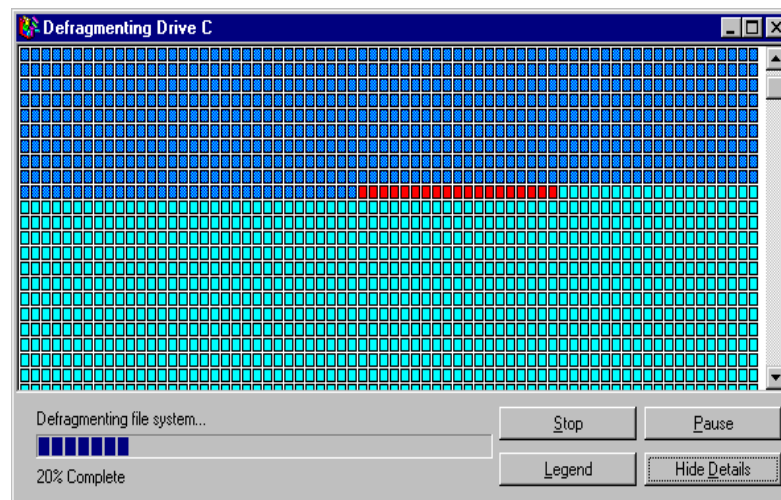 Defragmenting Drive C
Defragmenting file system...
20% Complete
Stop
Pause
Legend
Hide Details